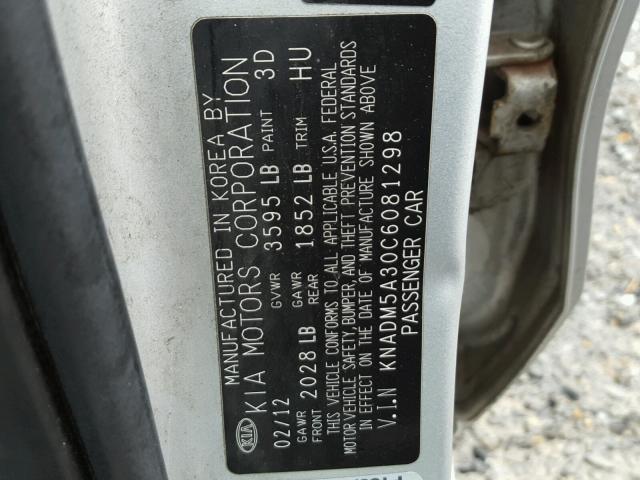 MANUFACTURED IN KOREA BY
KIA KIA MOTORS CORPORATION
02/12 GVWR 3595 LB PAINT 3D
GAWR FRONT 2028 LB GAWR REAR 1852 LB TRIM HU
THIS VEHICLE CONFORMS TO ALL APPLICABLE U.S.A. FEDERAL
MOTOR VEHICLE SAFETY, BUMPER, AND THEFT PREVENTION STANDARDS
IN EFFECT ON THE DATE OF MANUFACTURE SHOWN ABOVE
V.I.N KNADM5A30C6081298
PASSENGER CAR